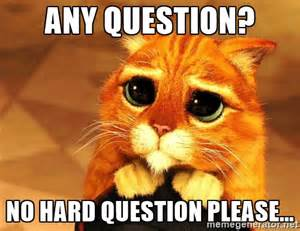 ANY QUESTION?
NO HARD QUESTION PLEASE...
memegenerator.net